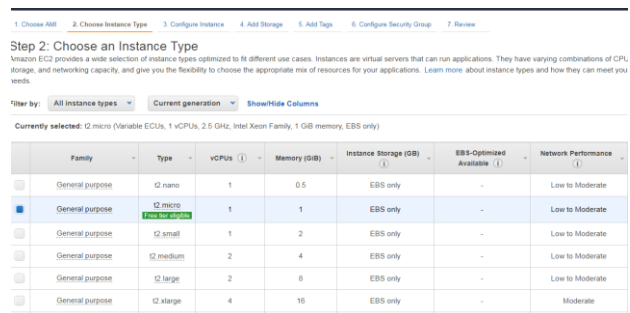 1. Choose AMI 2. Choose Instance Type 3. Configure Instance 4. Add Storage 5. Add Tags 6. Configure Security Group 7. Review
Step 2: Choose an Instance Type
Amazon EC2 provides a wide selection of instance types optimized to fit different use cases. Instances are virtual servers that can run applications. They have varying combinations of CPU
storage, and networking capacity, and give you the flexibility to choose the appropriate mix of resources for your applications. Learn more about instance types and how they can meet you
needs.
Filter by: All instance types Current generation Show/Hide Columns
Currently selected: t2.micro (Variable ECUs, 1 vCPUs, 2.5 GHz, Intel Xeon Family, 1 GiB memory, EBS only)
Family Type vCPUs Memory (GiB) Instance Storage (GB) EBS-Optimized Available Network Performance
General purpose t2.nano 1 0.5 EBS only - Low to Moderate
General purpose t2.micro Free tier eligible 1 1 EBS only - Low to Moderate
General purpose t2.small 1 2 EBS only - Low to Moderate
General purpose t2.medium 2 4 EBS only - Low to Moderate
General purpose t2.large 2 8 EBS only - Low to Moderate
General purpose t2.xlarge 4 16 EBS only - Moderate